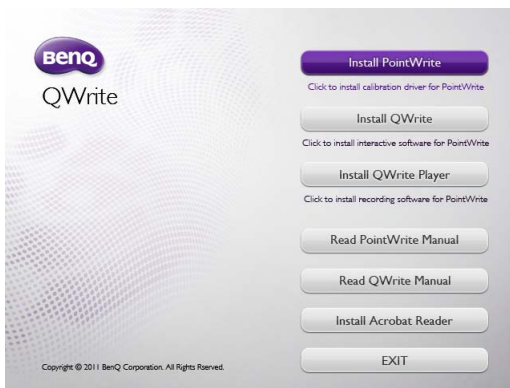 BenQ
QWrite
Install PointWrite
Click to install calibration driver for PointWrite
Install QWrite
Click to install interactive software for PointWrite
Install QWrite Player
Click to install recording software for PointWrite
Read PointWrite Manual
Read QWrite Manual
Install Acrobat Reader
EXIT
Copyright © 2011 BenQ Corporation. All Rights Rserved.